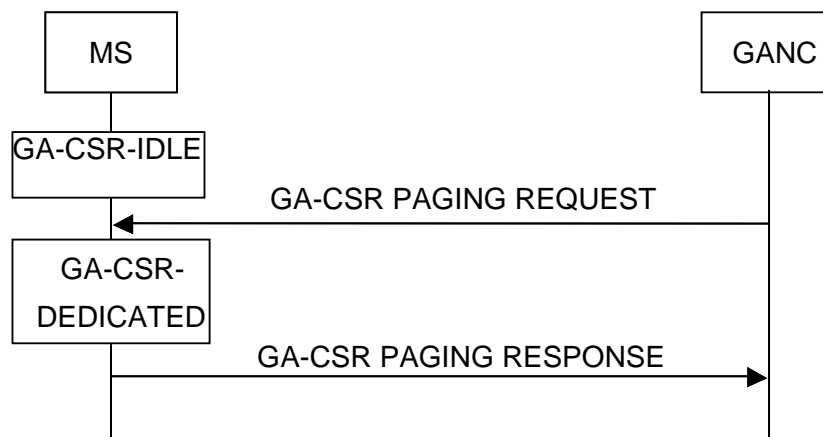 MS
GANC
GA-CSR-IDLE
GA-CSR PAGING REQUEST
GA-CSR-
DEDICATED
GA-CSR PAGING RESPONSE